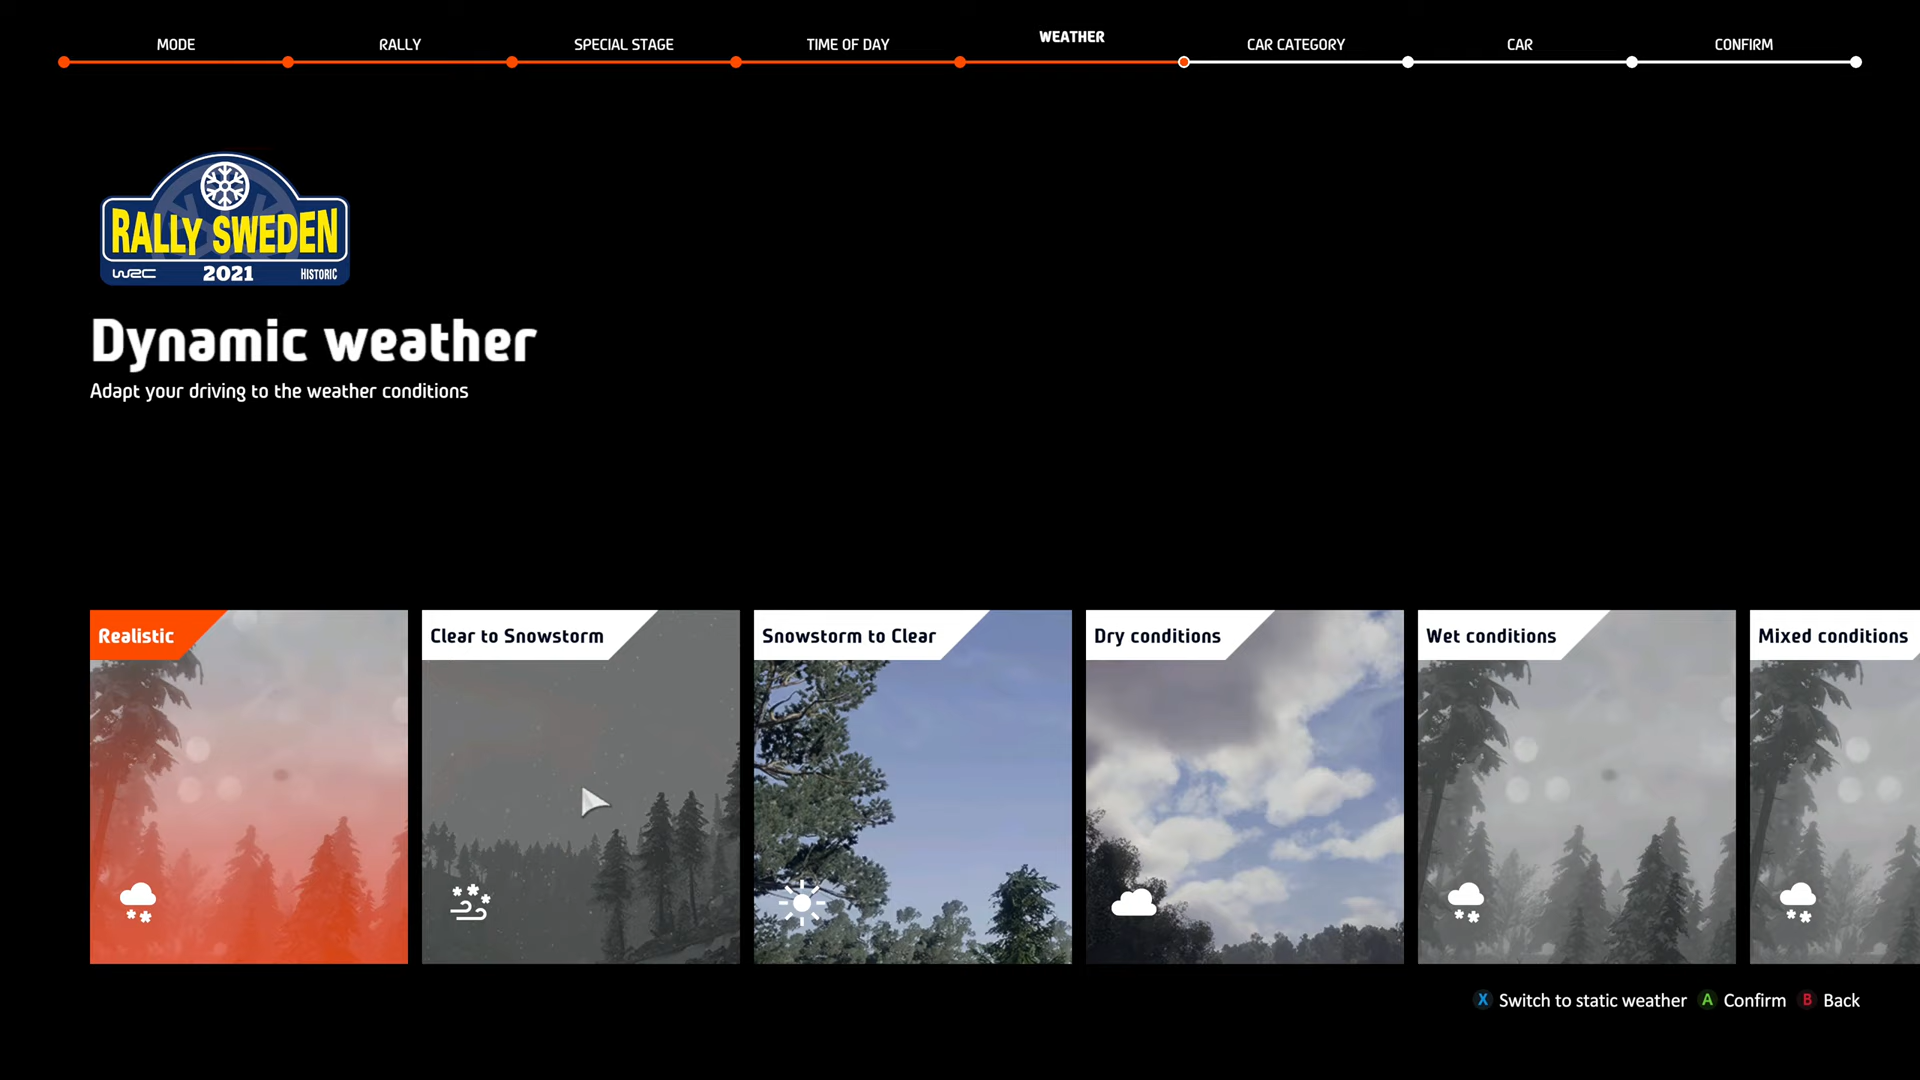 MODE
RALLY
SPECIAL STAGE
TIME OF DAY
WEATHER
CAR CATEGORY
CAR
CONFIRM
RALLY SWEDEN
WRC 2021 HISTORIC
Dynamic weather
Adapt your driving to the weather conditions
Realistic
Clear to Snowstorm
Snowstorm to Clear
Dry conditions
Wet conditions
Mixed conditions
X Switch to static weather A Confirm B Back